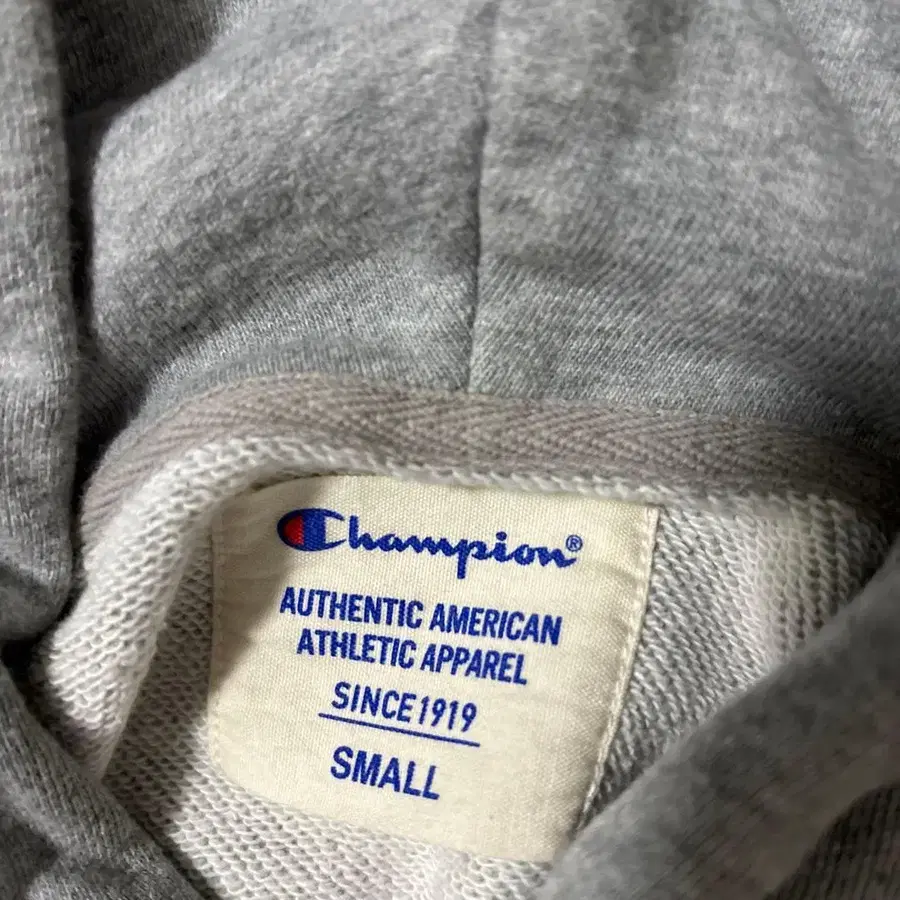 Champion®
AUTHENTIC AMERICAN
ATHLETIC APPAREL
SINCE 1919
SMALL